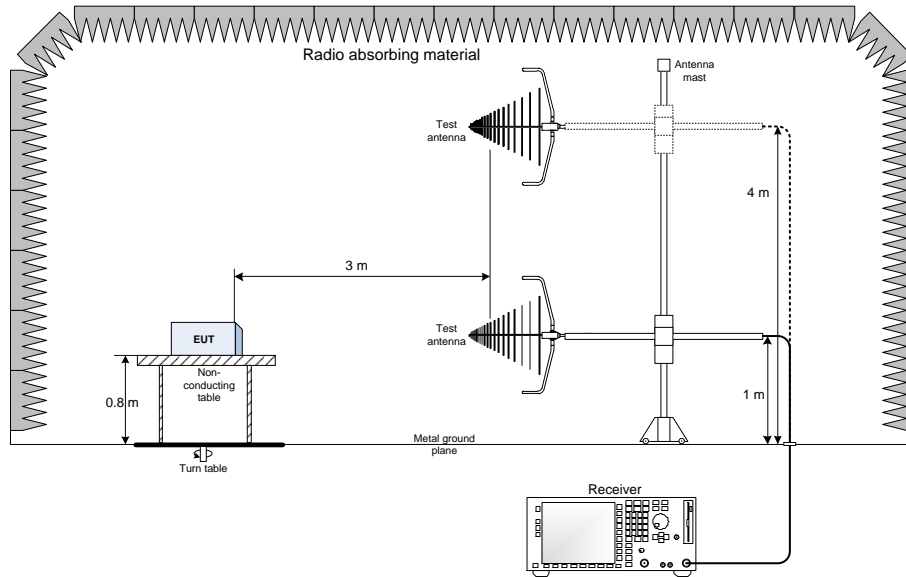 Radio absorbing material
Antenna
mast
Test
antenna
4 m
3 m
Test
antenna
EUT
Non-
conducting
table
0.8 m
1 m
Metal ground
plane
Turn table
Receiver